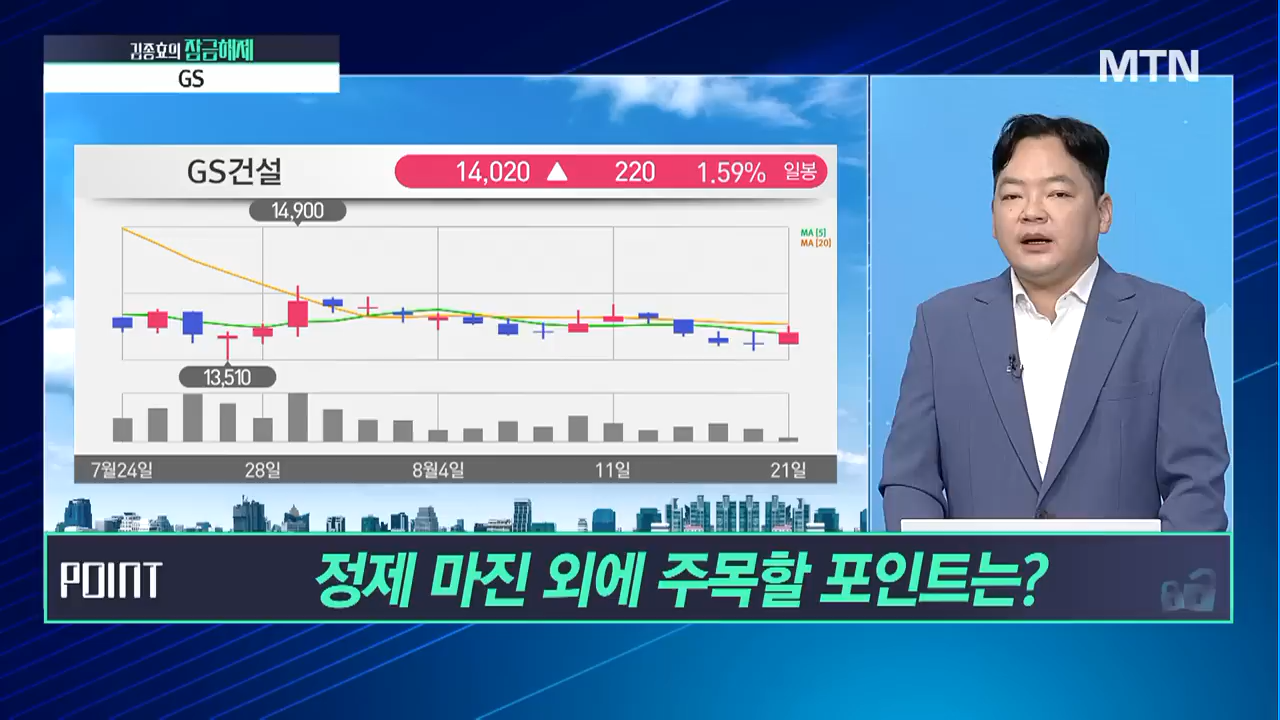 김종효의 잠금해제
GS
MTN
GS건설
14,020 ▲ 220 1.59% 일봉
14,900
MA [5]
MA [20]
13,510
7월24일 28일 8월4일 11일 21일
POINT 정제 마진 외에 주목할 포인트는?